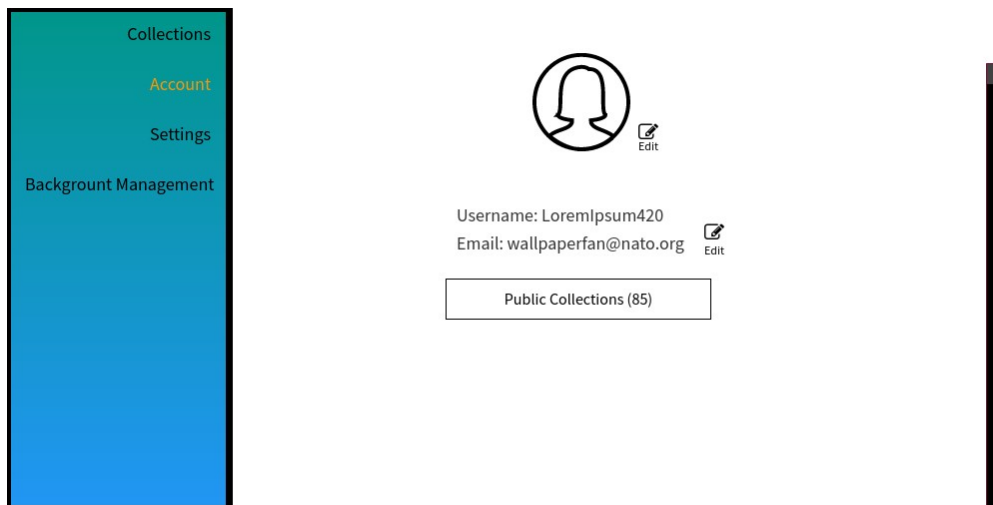 Collections
Account
Settings
Backgrount Management
Edit
Username: LoremIpsum420
Email: wallpaperfan@nato.org
Edit
Public Collections (85)